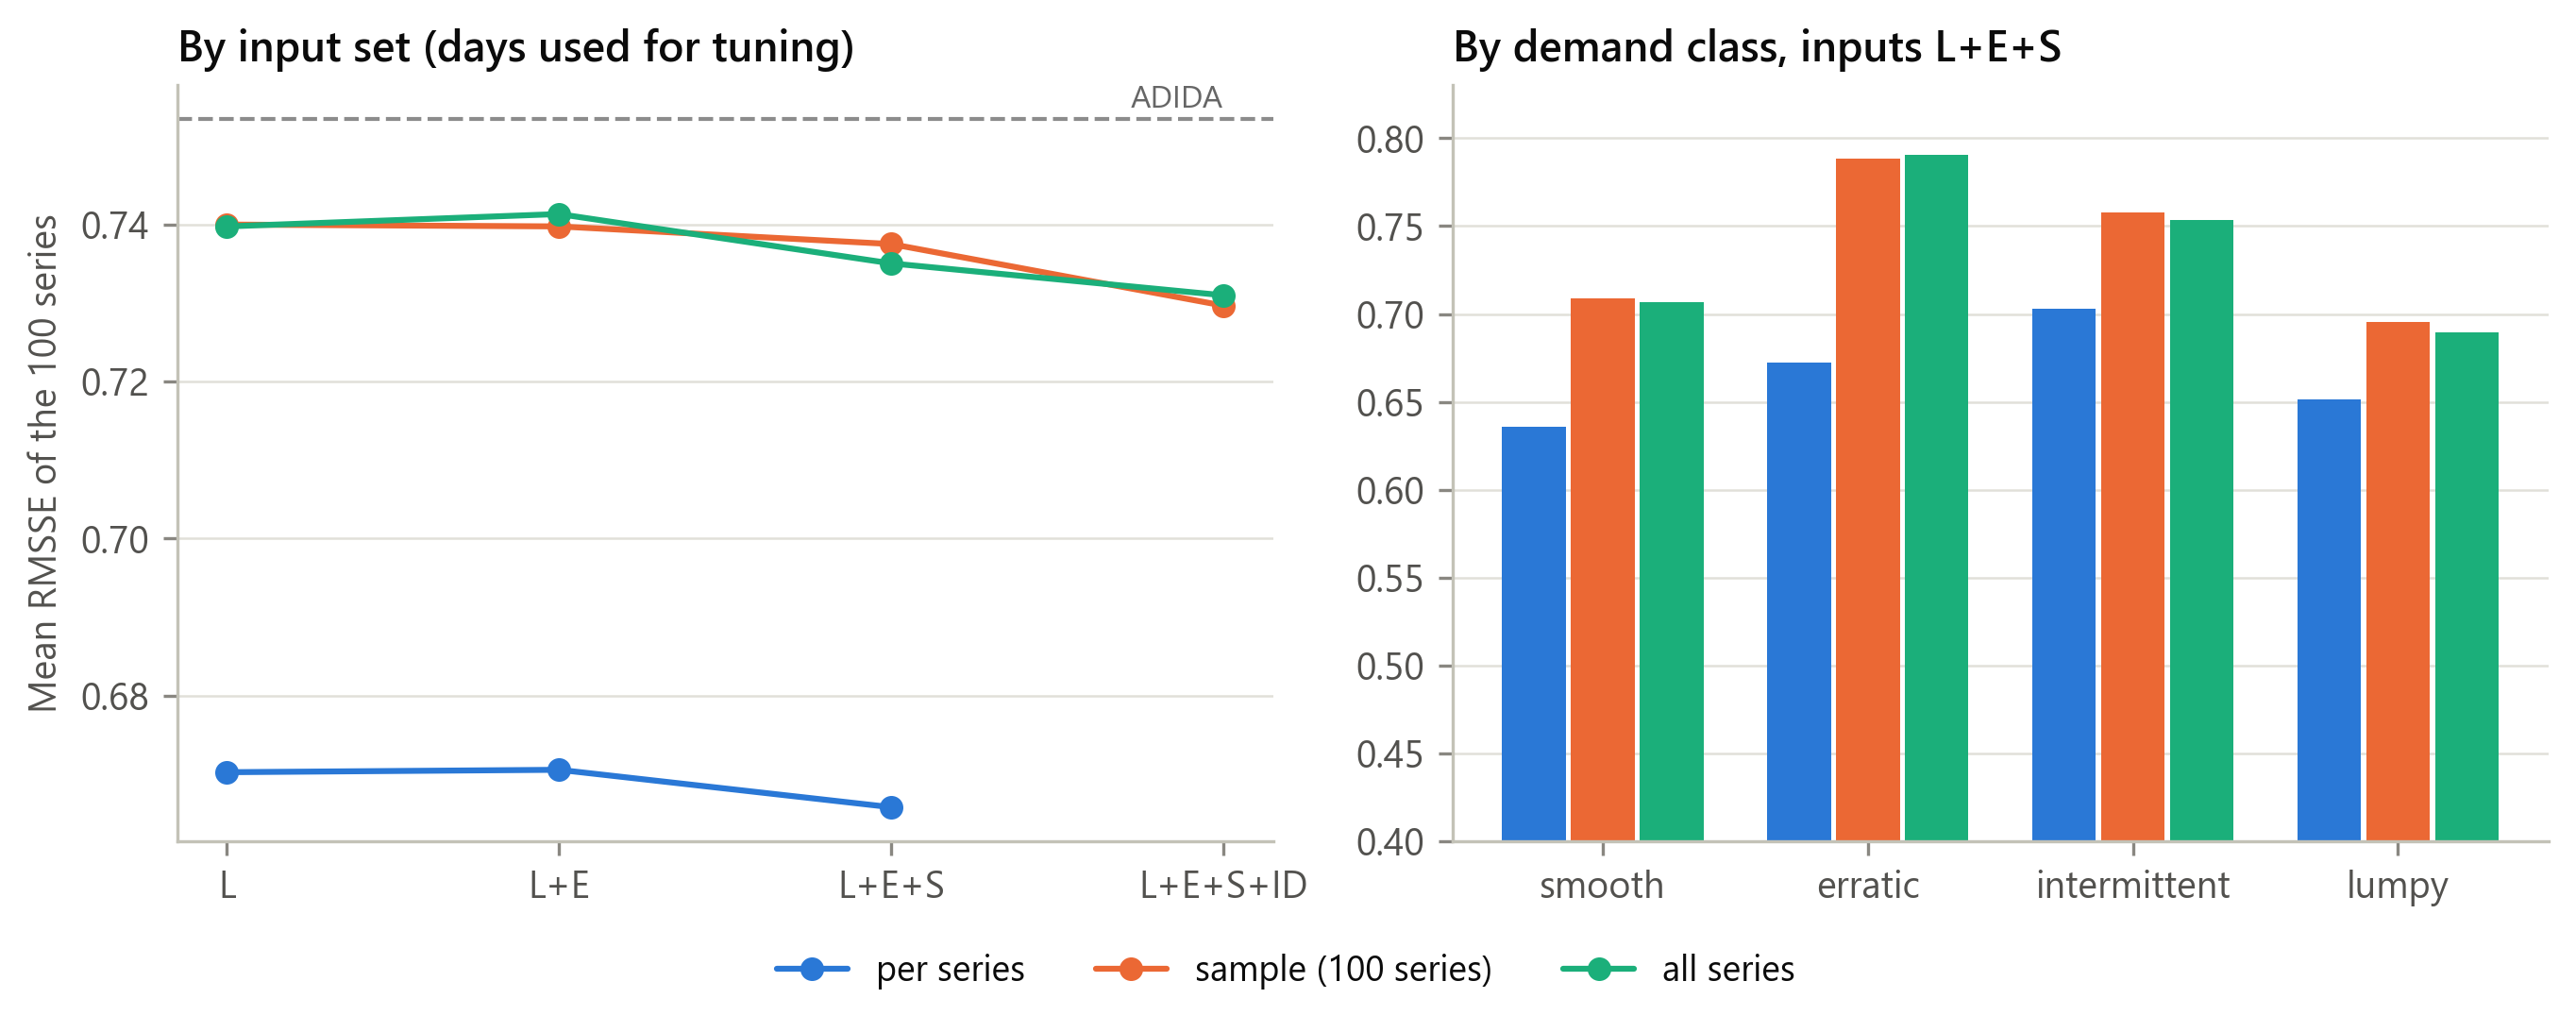 By input set (days used for tuning)
ADIDA
Mean RMSSE of the 100 series
0.74
0.72
0.70
0.68
L
L+E
L+E+S
L+E+S+ID
By demand class, inputs L+E+S
0.80
0.75
0.70
0.65
0.60
0.55
0.50
0.45
0.40
smooth
erratic
intermittent
lumpy
per series
sample (100 series)
all series